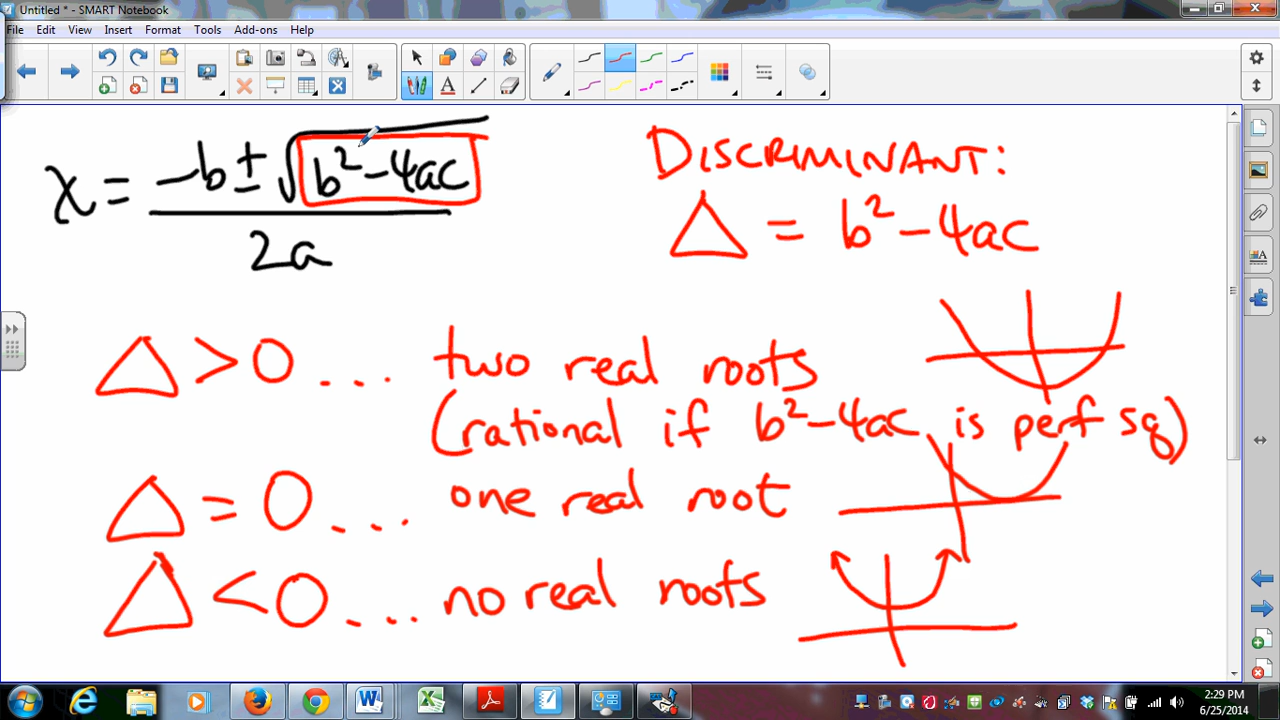 Untitled * - SMART Notebook
File Edit View Insert Format Tools Add-ons Help
x = -b ± √b² - 4ac
2a
DISCRIMINANT:
△ = b² - 4ac
△ > 0 ... two real roots
(rational if b² - 4ac is perf sq)
△ = 0 ... one real root
△ < 0 ... no real roots
2:29 PM
6/25/2014